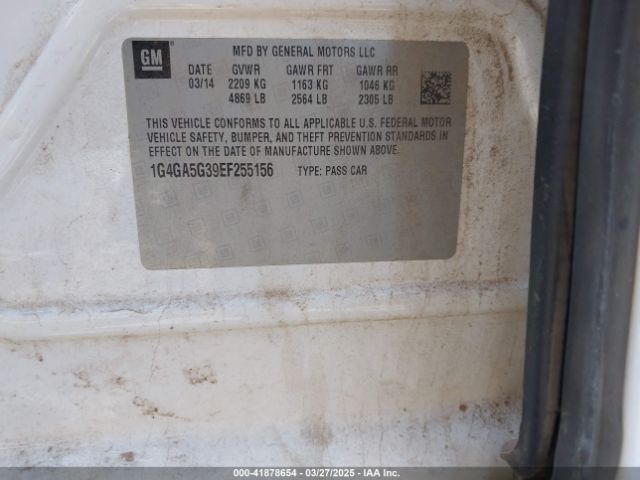 GM
MFD BY GENERAL MOTORS LLC
DATE GVWR GAWR FRT GAWR RR
03/14 2209 KG 1163 KG 1046 KG
4869 LB 2564 LB 2305 LB
THIS VEHICLE CONFORMS TO ALL APPLICABLE U.S. FEDERAL MOTOR
VEHICLE SAFETY, BUMPER, AND THEFT PREVENTION STANDARDS IN
EFFECT ON THE DATE OF MANUFACTURE SHOWN ABOVE.
1G4GA5G39EF255156 TYPE: PASS CAR
000-41878654 | 03/27/2025 - IAA Inc.